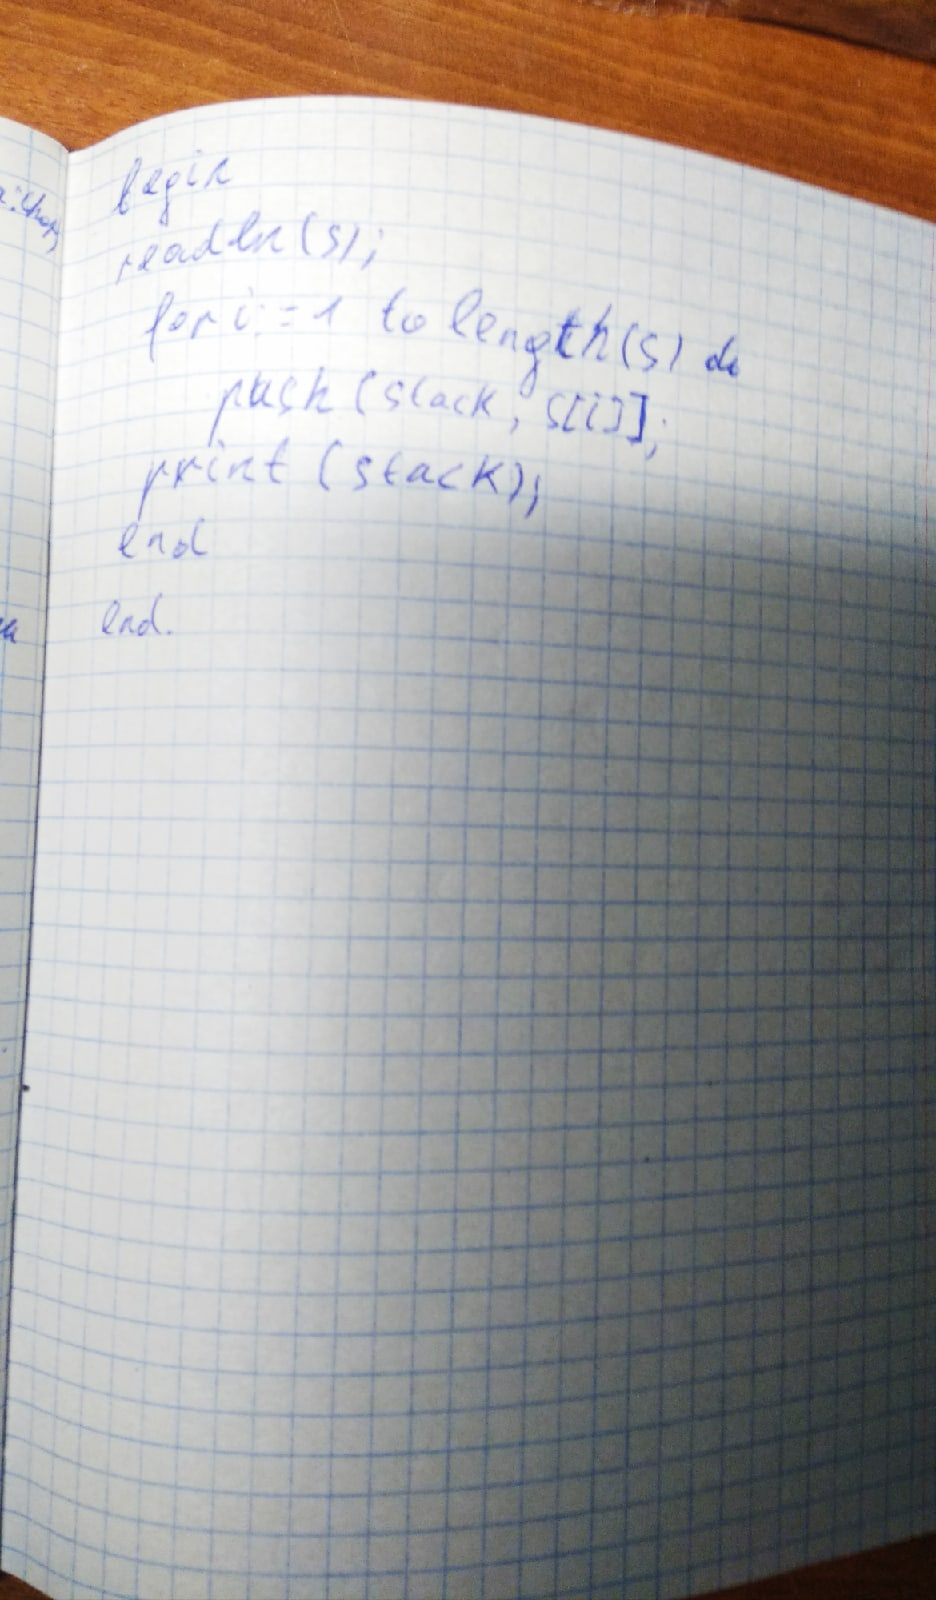 begin
readln(s);
for i:=1 to length(s) do
push(stack, s[i]];
print(stack);
end
end.